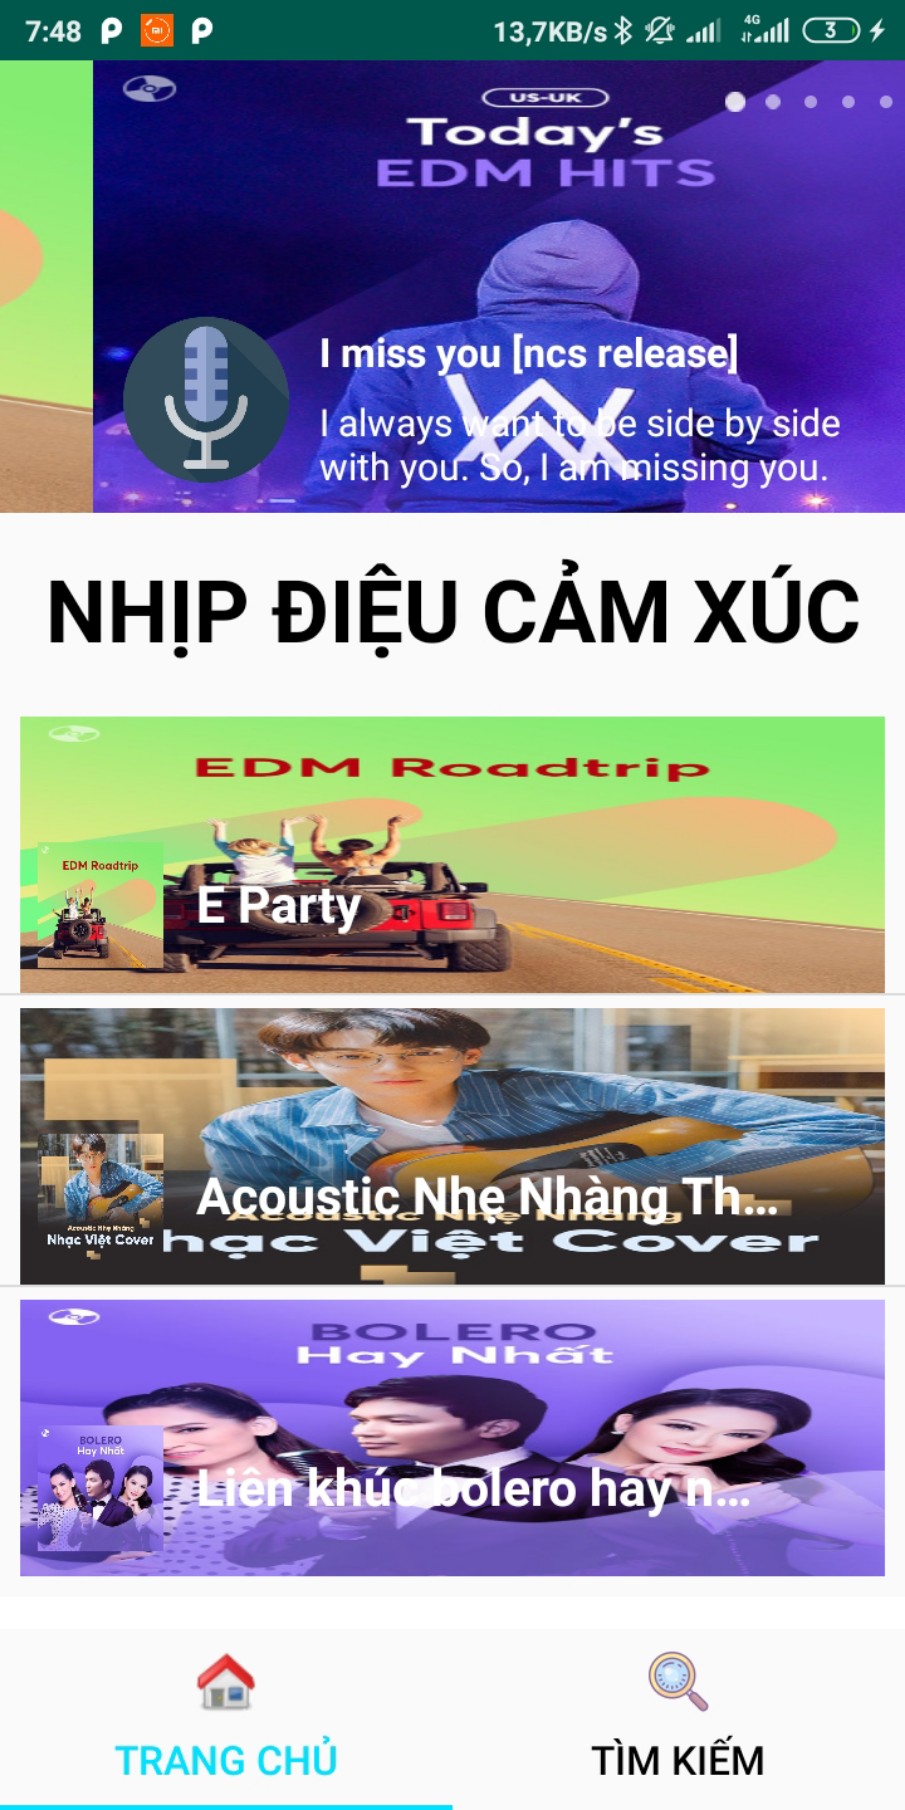 7:48
13,7KB/s
4G
3
US-UK
Today's
EDM HITS
I miss you [ncs release]
I always want to be side by side
with you. So, I am missing you.
NHỊP ĐIỆU CẢM XÚC
EDM Roadtrip
EDM Roadtrip
E Party
Acoustic Nhẹ Nhàng Th...
Acoustic Nhẹ Nhàng
Acoustic Nhẹ Nhàng
Nhạc Việt Cover
hạc Việt Cover
BOLERO
Hay Nhất
BOLERO
Hay Nhất
Liên khúc bolero hay n...
TRANG CHỦ
TÌM KIẾM